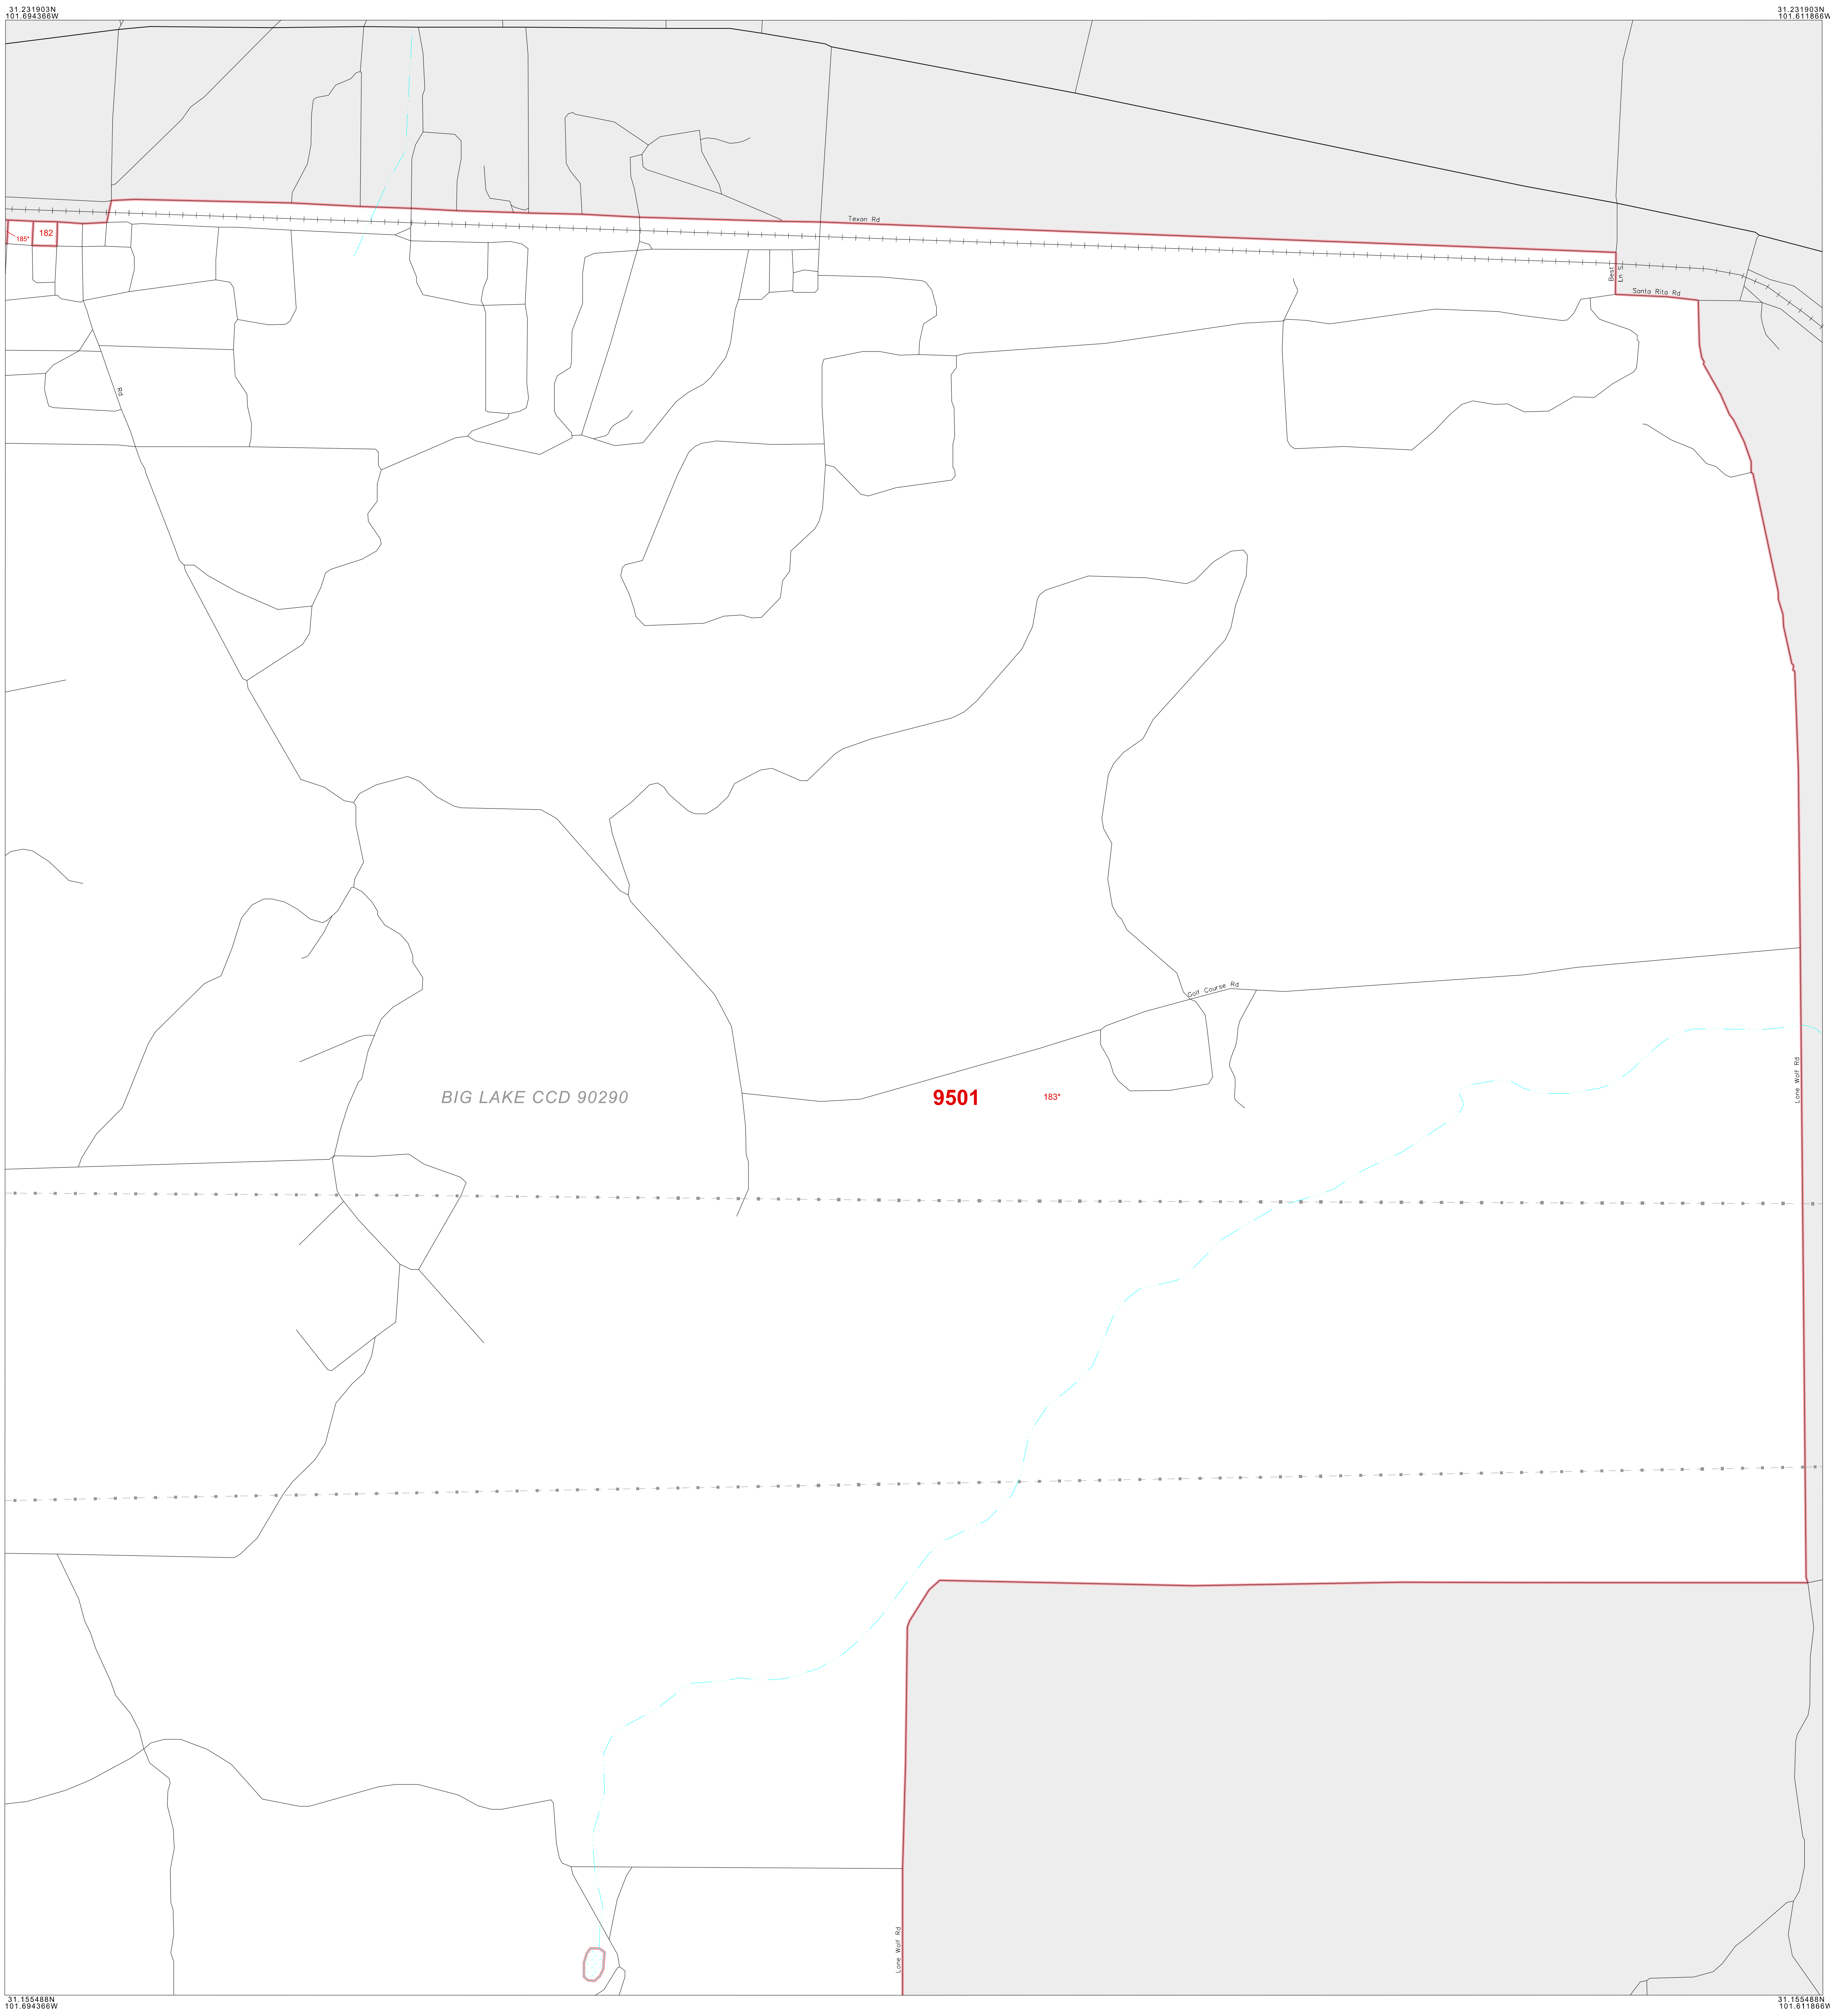 31.231903N
101.694366W
31.231903N
101.611866W
Texon Rd
182
185*
Best
Ln S
Santa Rita Rd
Rd
Golf Course Rd
BIG LAKE CCD 90290
9501
183*
Lone Wolf Rd
Lone Wolf Rd
31.155488N
101.694366W
31.155488N
101.611866W